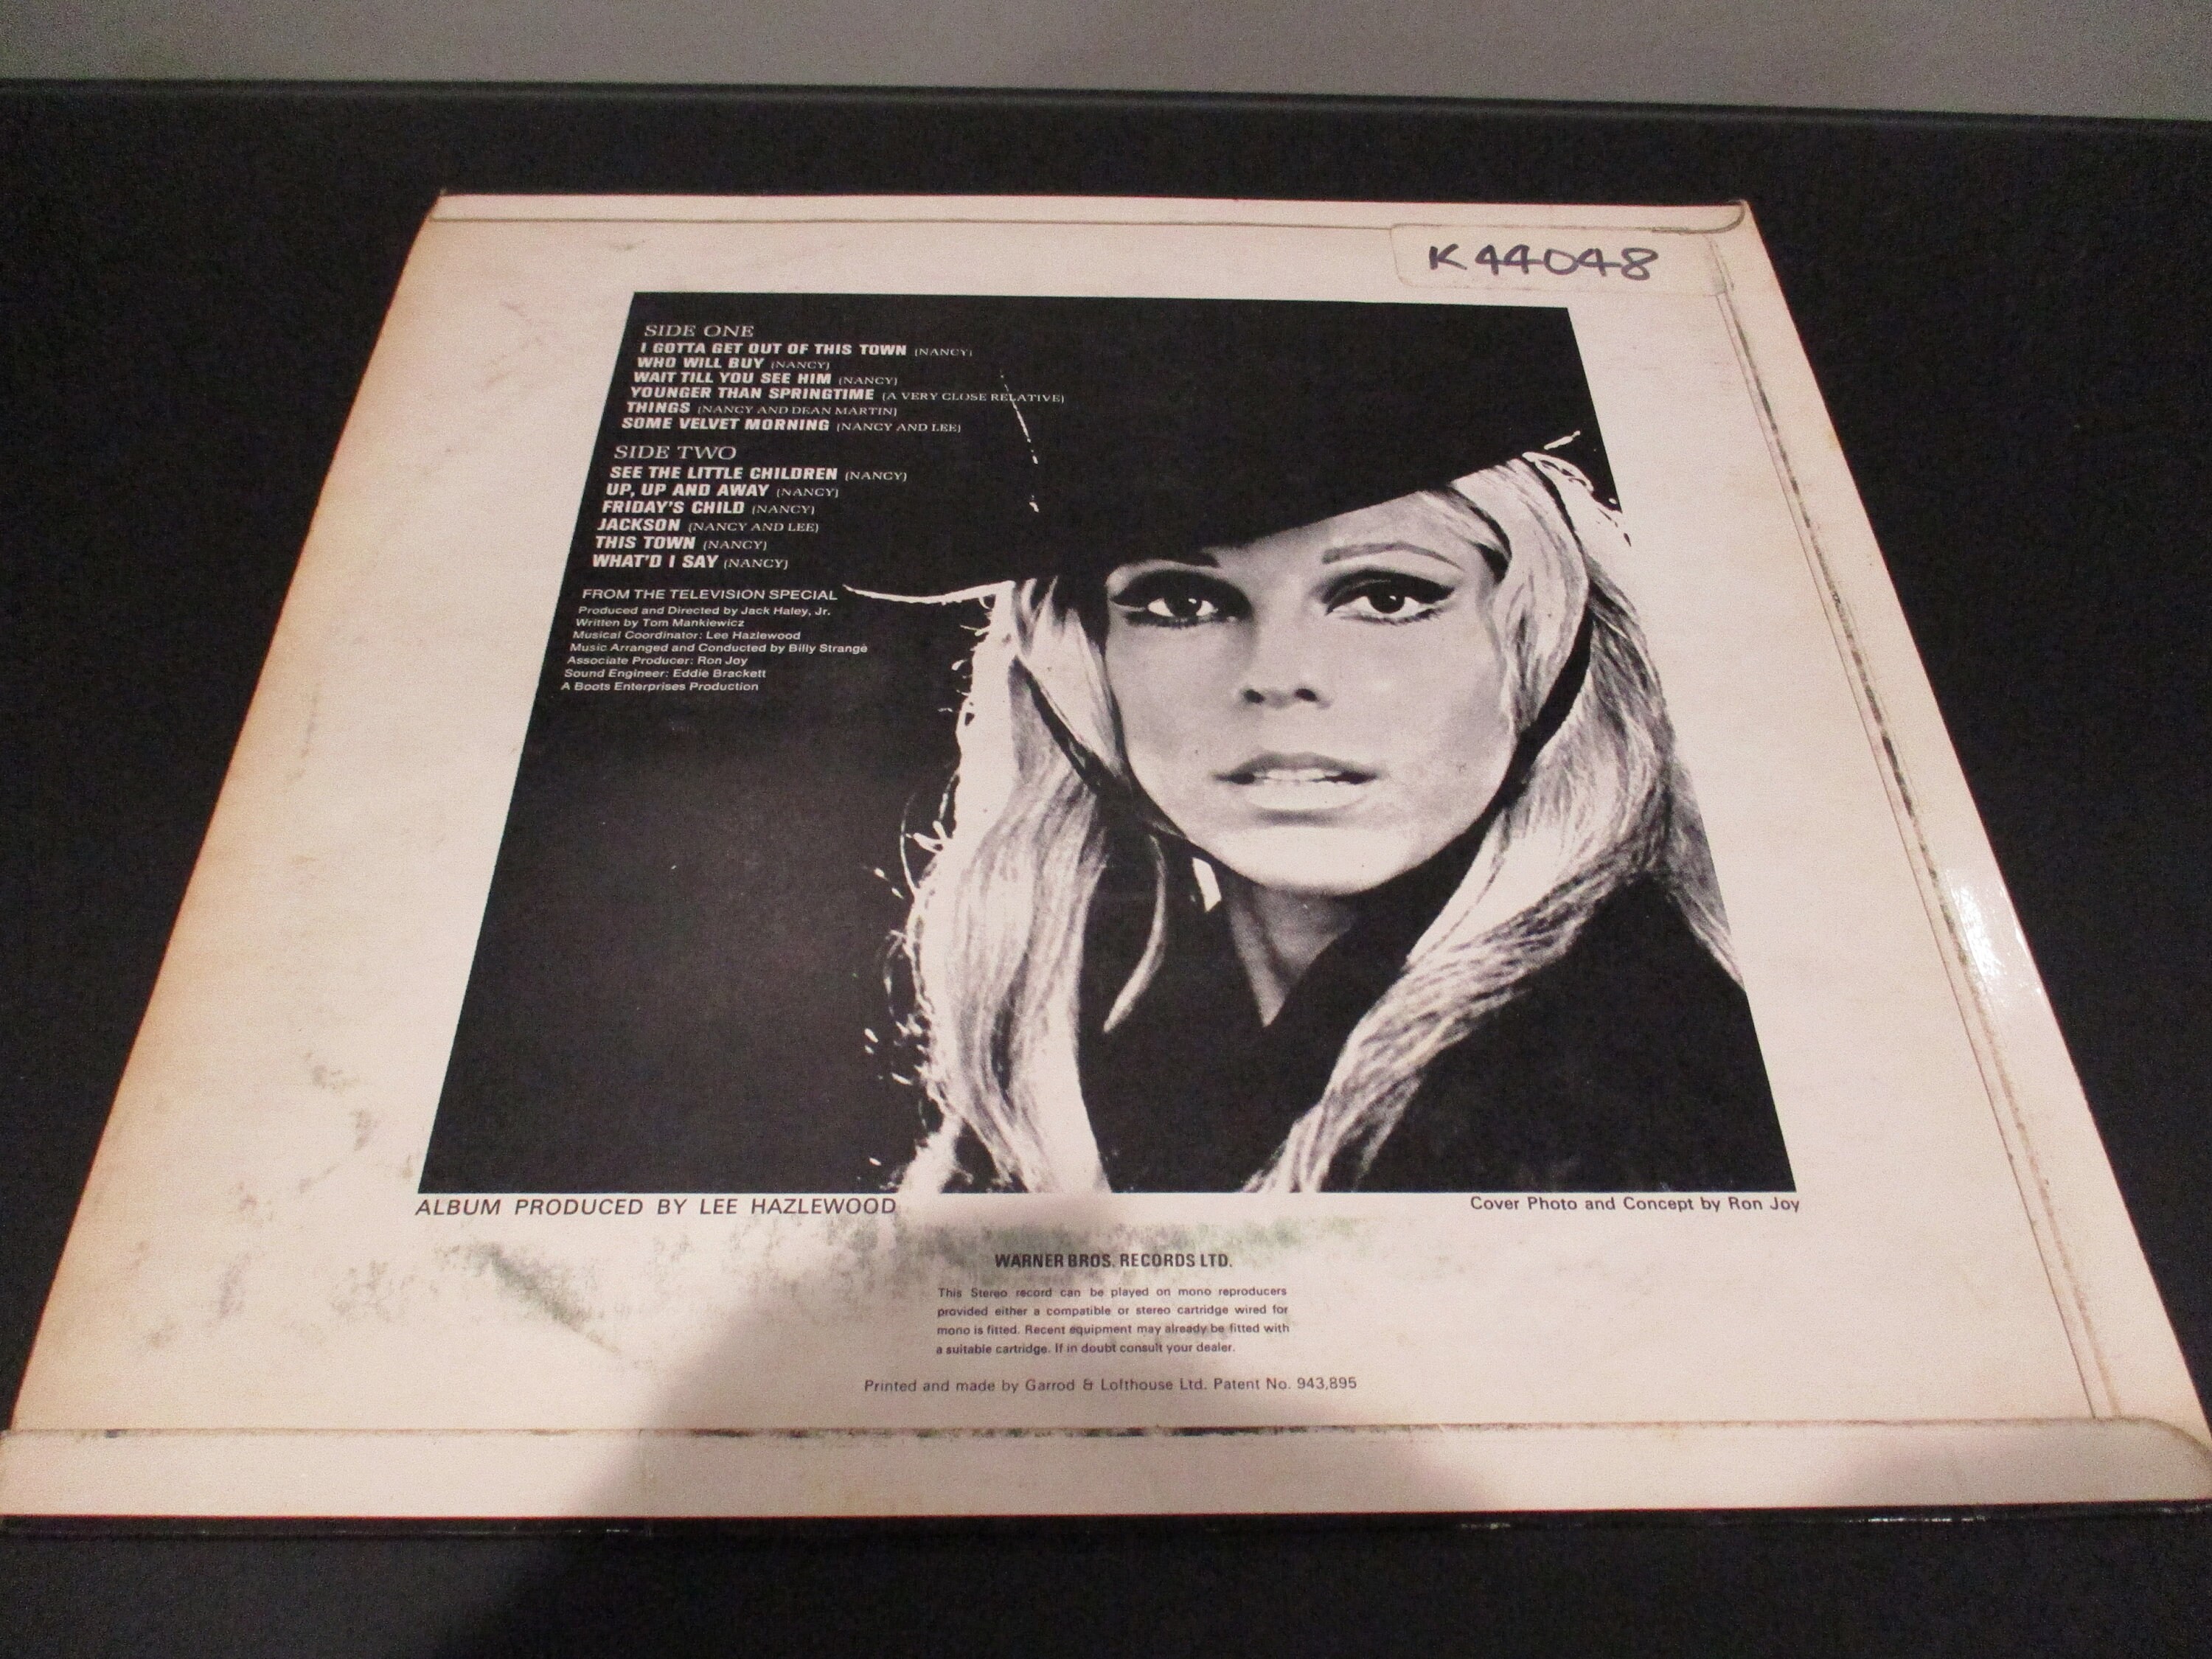 K44048
SIDE ONE
I GOTTA GET OUT OF THIS TOWN (NANCY)
WHO WILL BUY (NANCY)
WAIT TILL YOU SEE HIM (NANCY)
YOUNGER THAN SPRINGTIME (A VERY CLOSE RELATIVE)
THINGS (NANCY AND DEAN MARTIN)
SOME VELVET MORNING (NANCY AND LEE)
SIDE TWO
SEE THE LITTLE CHILDREN (NANCY)
UP, UP AND AWAY (NANCY)
FRIDAY'S CHILD (NANCY)
JACKSON (NANCY AND LEE)
THIS TOWN (NANCY)
WHAT'D I SAY (NANCY)
FROM THE TELEVISION SPECIAL
Produced and Directed by Jack Haley, Jr.
Written by Tom Mankiewicz
Musical Coordinator: Lee Hazlewood
Music Arranged and Conducted by Billy Strange
Associate Producer: Ron Joy
Sound Engineer: Eddie Brackett
A Boots Enterprises Production
ALBUM PRODUCED BY LEE HAZLEWOOD
Cover Photo and Concept by Ron Joy
WARNER BROS. RECORDS LTD.
This Stereo record can be played on mono reproducers
provided either a compatible or stereo cartridge wired for
mono is fitted. Recent equipment may already be fitted with
a suitable cartridge. If in doubt consult your dealer.
Printed and made by Garrod & Lofthouse Ltd. Patent No. 943,895